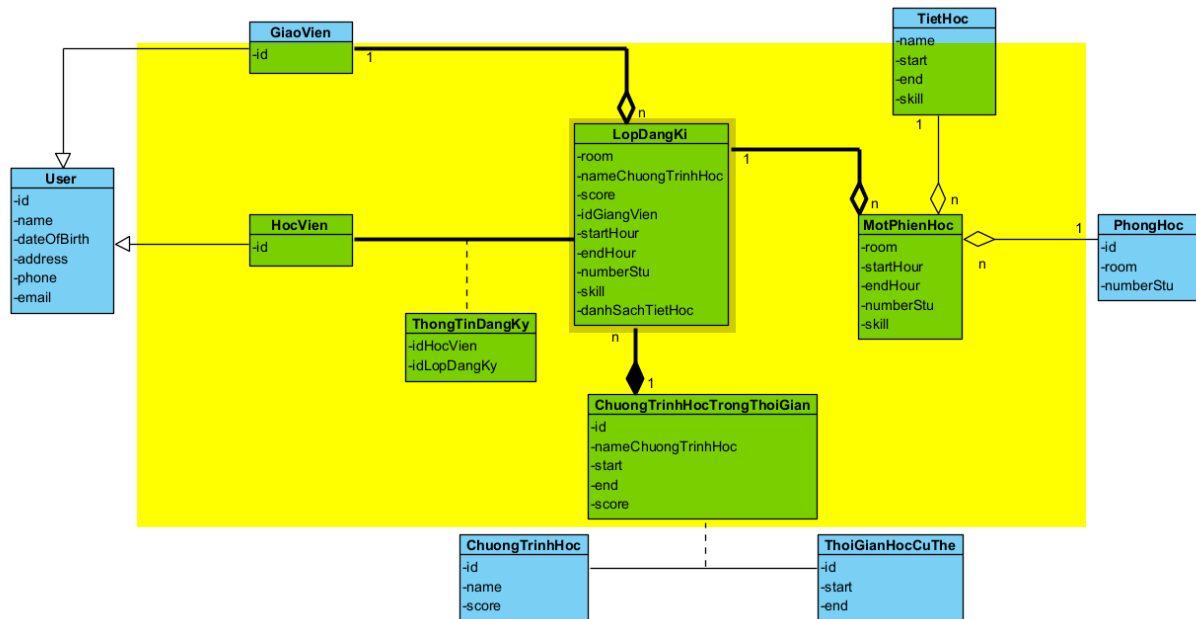 GiaoVien
-id
1
n
TietHoc
-name
-start
-end
-skill
1
n
User
-id
-name
-dateOfBirth
-address
-phone
-email
HocVien
-id
ThongTinDangKy
-idHocVien
-idLopDangKy
LopDangKi
-room
-nameChuongTrinhHoc
-score
-idGiangVien
-startHour
-endHour
-numberStu
-skill
-danhSachTietHoc
1
n
n
1
MotPhienHoc
-room
-startHour
-endHour
-numberStu
-skill
n
1
PhongHoc
-id
-room
-numberStu
ChuongTrinhHocTrongThoiGian
-id
-nameChuongTrinhHoc
-start
-end
-score
ChuongTrinhHoc
-id
-name
-score
ThoiGianHocCuThe
-id
-start
-end